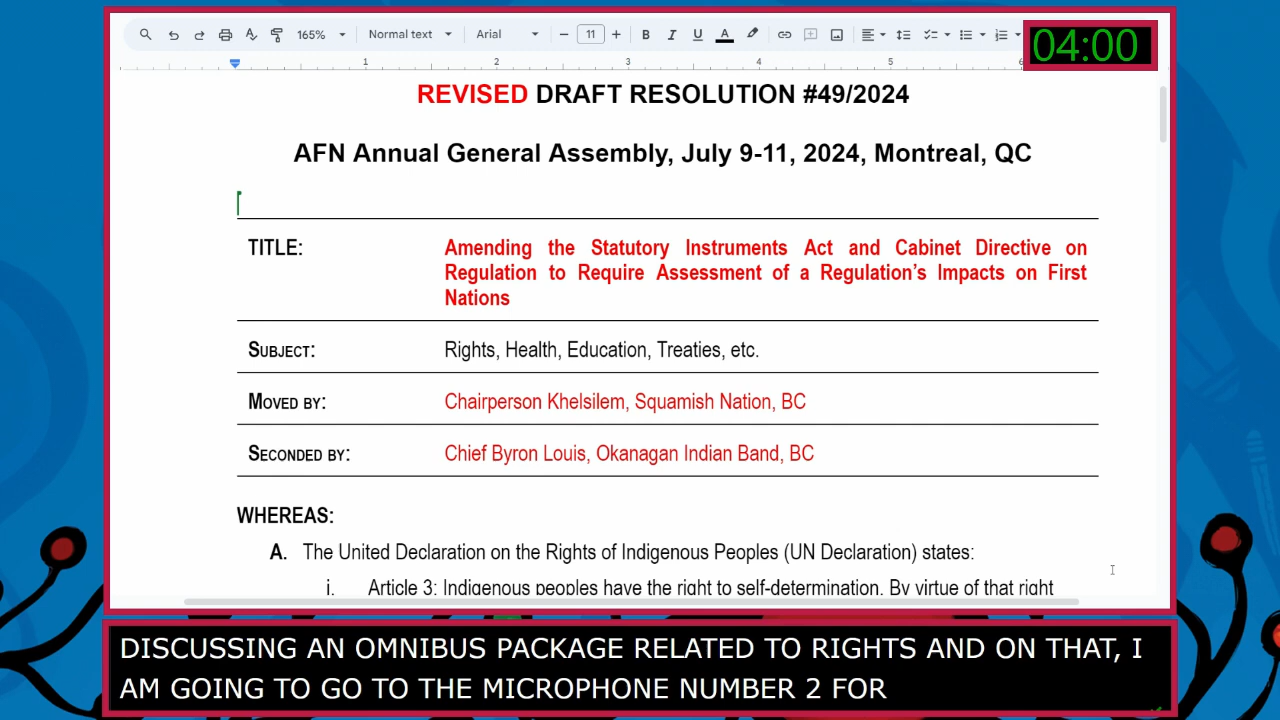 165%
Normal text
Arial
11
B
I
U
A
04:00
1
2
3
4
5
REVISED DRAFT RESOLUTION #49/2024
AFN Annual General Assembly, July 9-11, 2024, Montreal, QC
TITLE: Amending the Statutory Instruments Act and Cabinet Directive on
Regulation to Require Assessment of a Regulation’s Impacts on First
Nations
SUBJECT: Rights, Health, Education, Treaties, etc.
MOVED BY: Chairperson Khelsilem, Squamish Nation, BC
SECONDED BY: Chief Byron Louis, Okanagan Indian Band, BC
WHEREAS:
A. The United Declaration on the Rights of Indigenous Peoples (UN Declaration) states:
i. Article 3: Indigenous peoples have the right to self-determination. By virtue of that right
DISCUSSING AN OMNIBUS PACKAGE RELATED TO RIGHTS AND ON THAT, I
AM GOING TO GO TO THE MICROPHONE NUMBER 2 FOR